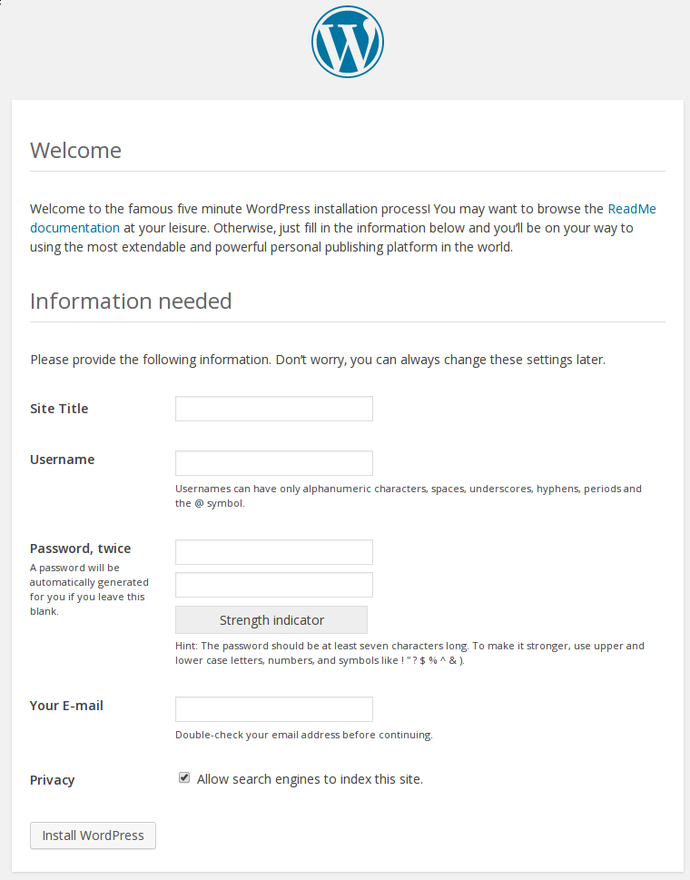 Welcome
Welcome to the famous five minute WordPress installation process! You may want to browse the ReadMe
documentation at your leisure. Otherwise, just fill in the information below and you'll be on your way to
using the most extendable and powerful personal publishing platform in the world.
Information needed
Please provide the following information. Don't worry, you can always change these settings later.
Site Title
Username
Usernames can have only alphanumeric characters, spaces, underscores, hyphens, periods and
the @ symbol.
Password, twice
A password will be
automatically generated
for you if you leave this
blank.
Strength indicator
Hint: The password should be at least seven characters long. To make it stronger, use upper and
lower case letters, numbers, and symbols like ! " ? $ % ^ & ).
Your E-mail
Double-check your email address before continuing.
Privacy
Allow search engines to index this site.
Install WordPress